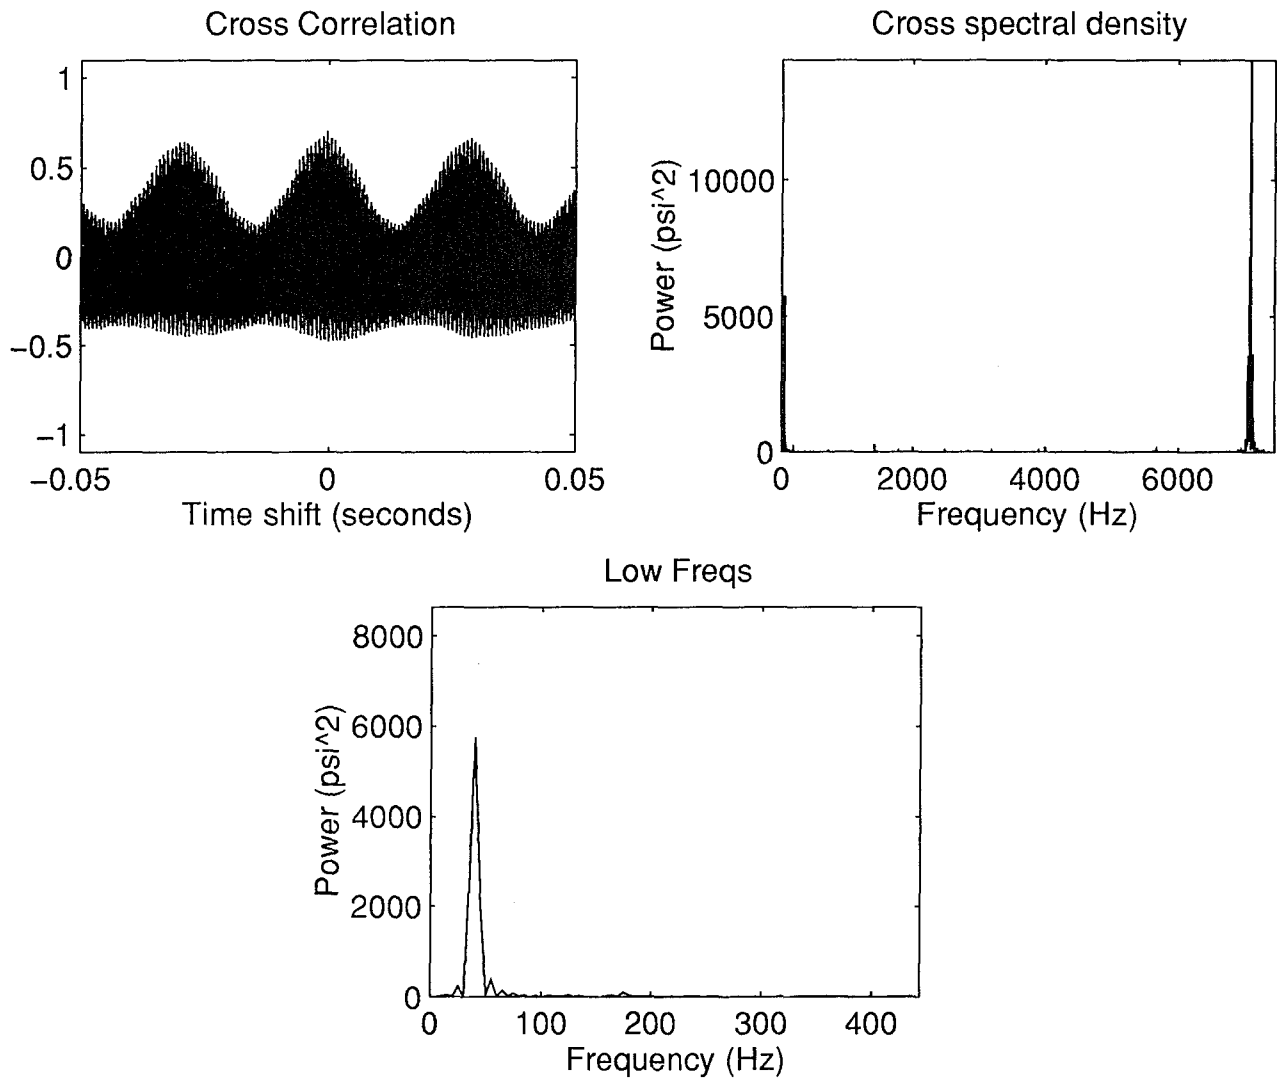 Cross Correlation
1
0.5
0
−0.5
−1
−0.05 0 0.05
Time shift (seconds)
Cross spectral density
Power (psi^2)
10000
5000
0
0 2000 4000 6000
Frequency (Hz)
Low Freqs
Power (psi^2)
8000
6000
4000
2000
0
0 100 200 300 400
Frequency (Hz)